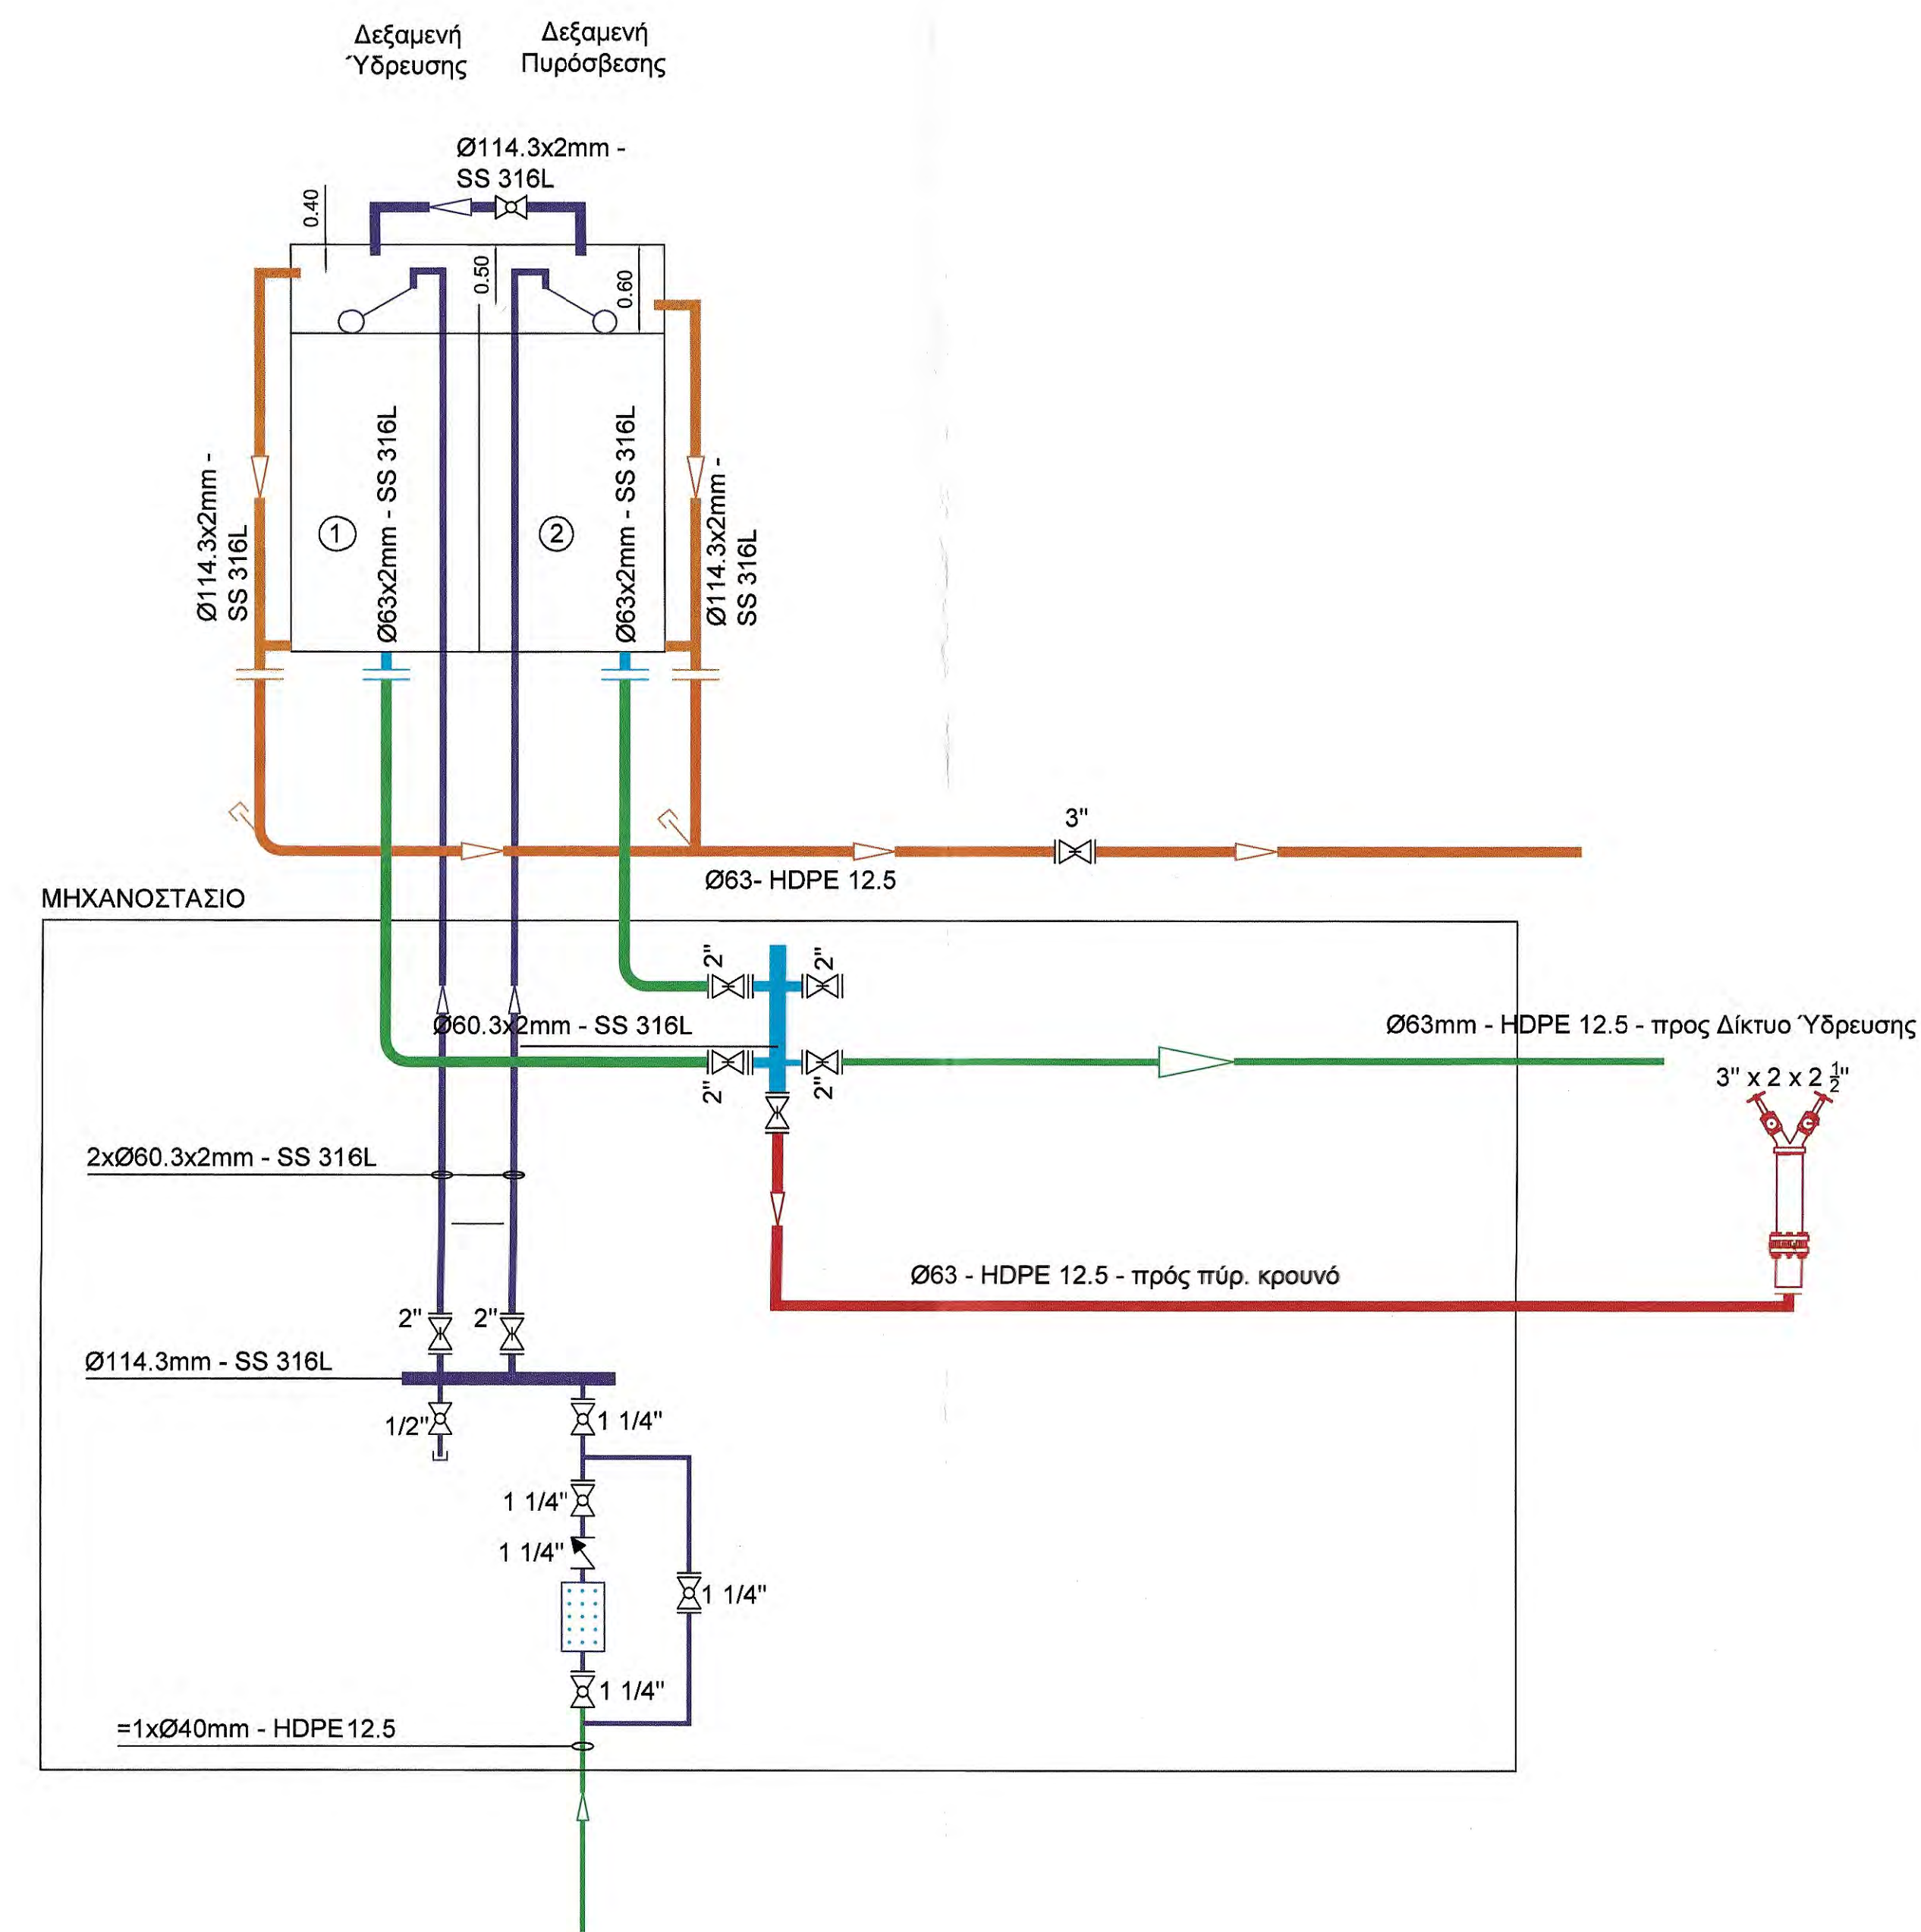 Δεξαμενή
Ύδρευσης
Δεξαμενή
Πυρόσβεσης
Ø114.3x2mm -
SS 316L
0.40
0.50
0.60
Ø114.3x2mm -
SS 316L
1
Ø63x2mm - SS 316L
2
Ø63x2mm - SS 316L
Ø114.3x2mm -
SS 316L
3"
Ø63- HDPE 12.5
ΜΗΧΑΝΟΣΤΑΣΙΟ
2"
2"
Ø60.3x2mm - SS 316L
Ø63mm - HDPE 12.5 - προς Δίκτυο Ύδρευσης
2"
2"
3" x 2 x 2 1/2"
2xØ60.3x2mm - SS 316L
Ø63 - HDPE 12.5 - πρός πύρ. κρουνό
2"
2"
Ø114.3mm - SS 316L
1/2"
1 1/4"
1 1/4"
1 1/4"
1 1/4"
1 1/4"
=1xØ40mm - HDPE12.5